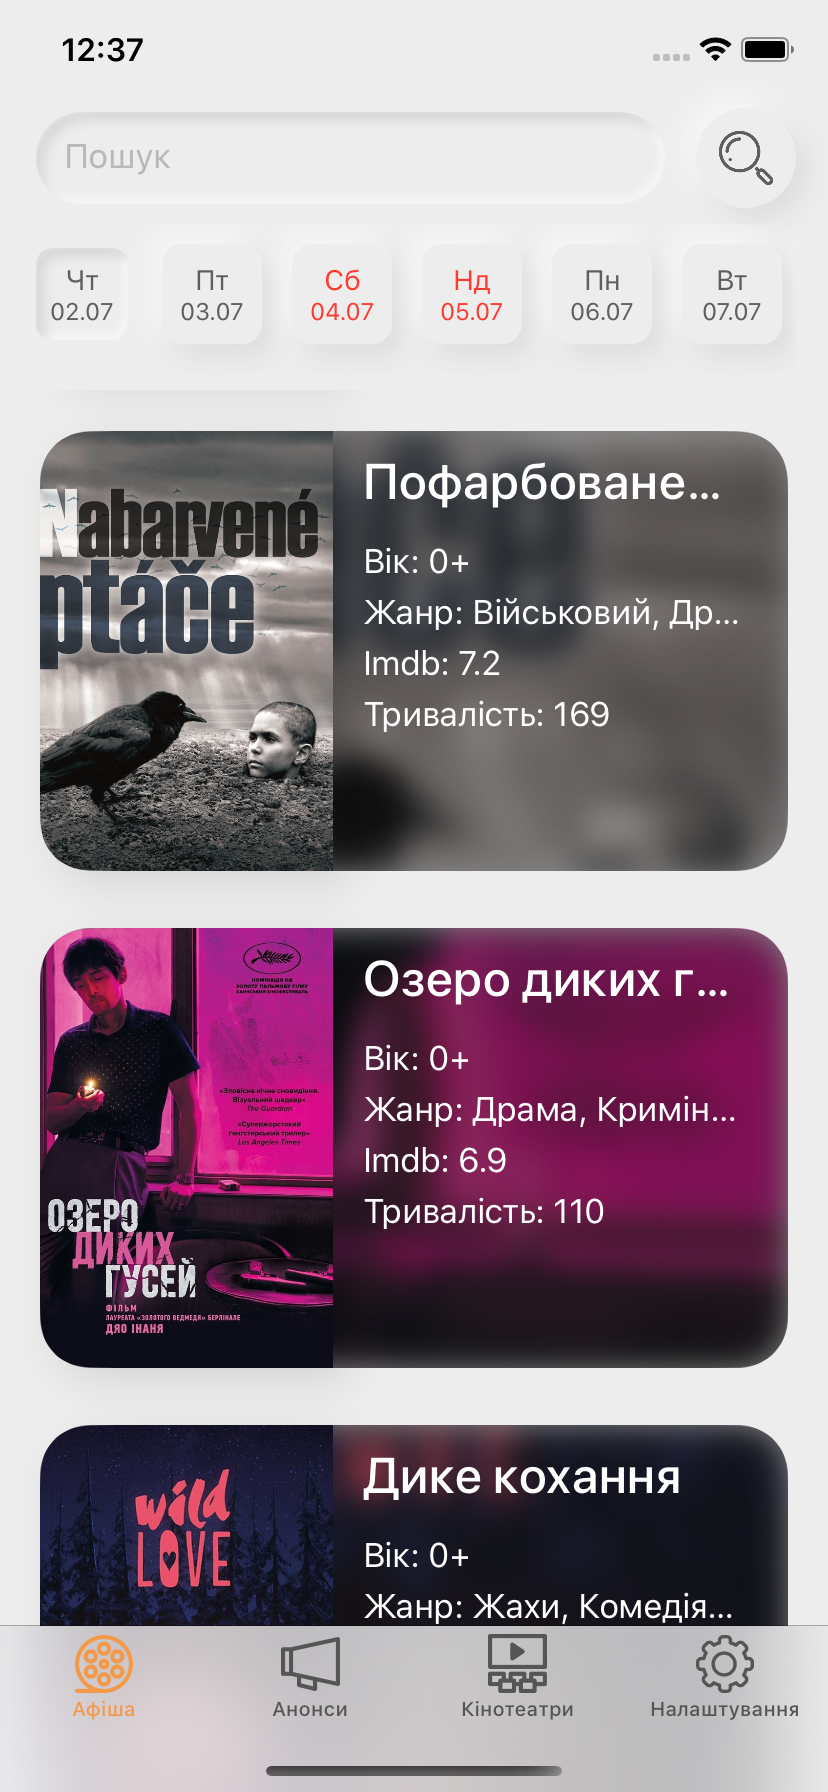 12:37
Пошук
Чт
02.07
Пт
03.07
Сб
04.07
Нд
05.07
Пн
06.07
Вт
07.07
Nabarvené
ptáče
Пофарбоване...
Вік: 0+
Жанр: Військовий, Др...
Imdb: 7.2
Тривалість: 169
НОМІНАЦІЯ НА
ЗОЛОТУ ПАЛЬМОВУ ГІЛКУ
КАННСЬКИЙ КІНОФЕСТИВАЛЬ
«Зловісне нічне сновидіння.
Візуальний шедевр»
The Guardian
«Супержорстокий
гангстерський трилер»
Los Angeles Times
ОЗЕРО
ДИКИХ
ГУСЕЙ
ФІЛЬМ
ЛАУРЕАТА «ЗОЛОТОГО ВЕДМЕДЯ» БЕРЛІНАЛЕ
ДЯО ІНАНЯ
Озеро диких г...
Вік: 0+
Жанр: Драма, Кримін...
Imdb: 6.9
Тривалість: 110
wild
LOVE
Дике кохання
Вік: 0+
Жанр: Жахи, Комедія...
Афіша
Анонси
Кінотеатри
Налаштування